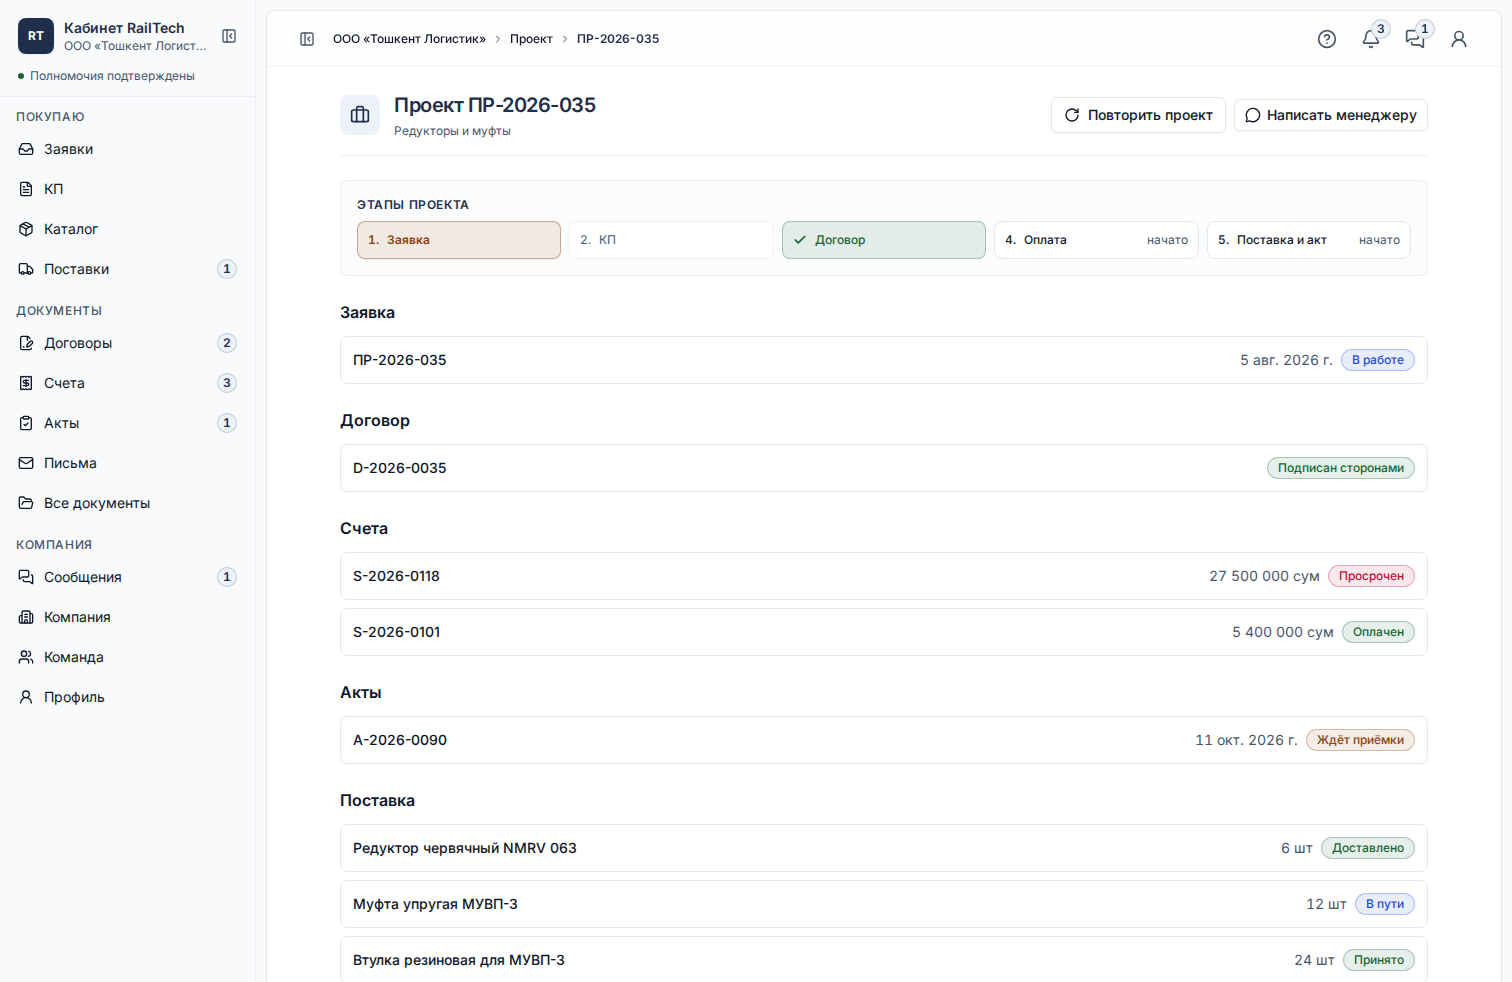 RT
Кабинет RailTech
ООО «Тошкент Логист...
Полномочия подтверждены
ПОКУПАЮ
Заявки
КП
Каталог
Поставки 1
ДОКУМЕНТЫ
Договоры 2
Счета 3
Акты 1
Письма
Все документы
КОМПАНИЯ
Сообщения 1
Компания
Команда
Профиль
ООО «Тошкент Логистик» > Проект > ПР-2026-035
3 1
Проект ПР-2026-035
Редукторы и муфты
Повторить проект
Написать менеджеру
ЭТАПЫ ПРОЕКТА
1. Заявка
2. КП
Договор
4. Оплата начато
5. Поставка и акт начато
Заявка
ПР-2026-035 5 авг. 2026 г. В работе
Договор
D-2026-0035 Подписан сторонами
Счета
S-2026-0118 27 500 000 сум Просрочен
S-2026-0101 5 400 000 сум Оплачен
Акты
A-2026-0090 11 окт. 2026 г. Ждёт приёмки
Поставка
Редуктор червячный NMRV 063 6 шт Доставлено
Муфта упругая МУВП-3 12 шт В пути
Втулка резиновая для МУВП-3 24 шт Принято